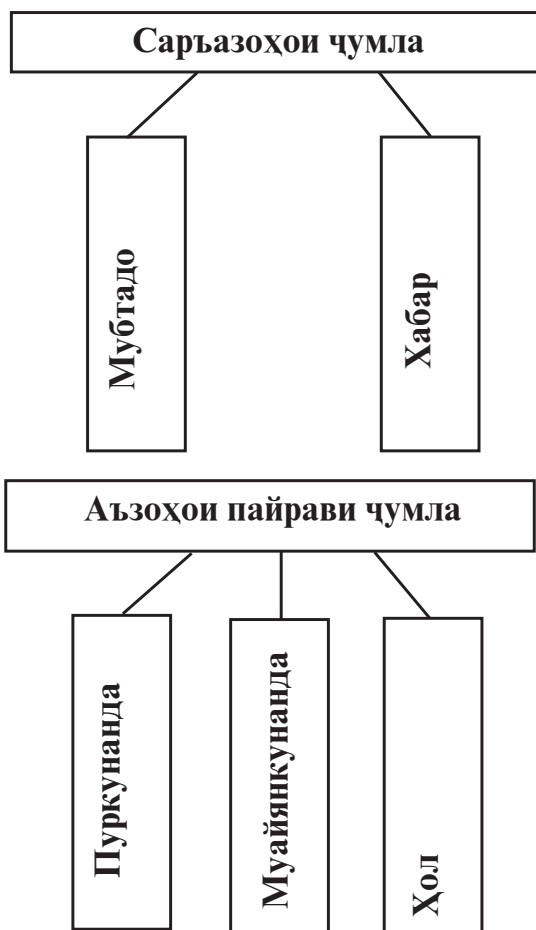 Саръазоҳои ҷумла
Мубтадо
Хабар
Аъзоҳои пайрави ҷумла
Пуркунанда
Муайянкунанда
Ҳол